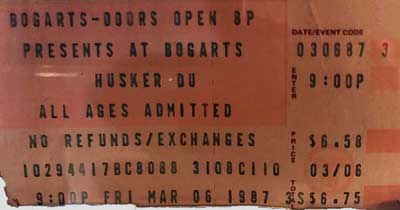 BOGARTS-DOORS OPEN 8P
PRESENTS AT BOGARTS
HUSKER DU
ALL AGES ADMITTED
NO REFUNDS/EXCHANGES
10294417BC8088 3108C110
9:00P FRI MAR 06 1987
DATE/EVENT CODE
030687 3
ENTER
9:00P
PRICE
$6.58
03/06
$6.75